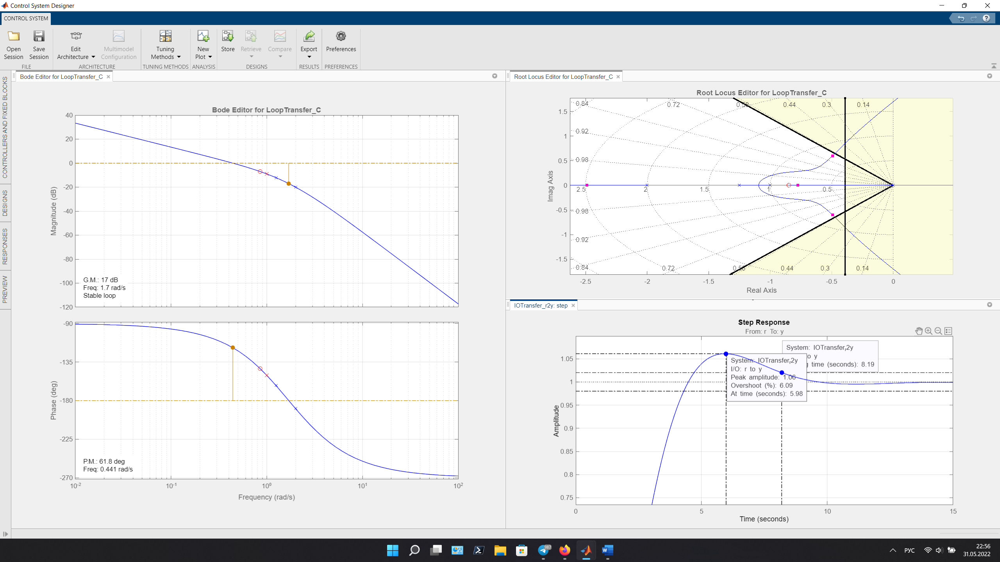 Control System Designer
CONTROL SYSTEM
Open Session
Save Session
Edit Architecture
Multimodel Configuration
Tuning Methods
New Plot
Store
Retrieve
Compare
Export
Preferences
FILE
ARCHITECTURE
TUNING METHODS
ANALYSIS
DESIGNS
RESULTS
PREFERENCES
CONTROLLERS AND FIXED BLOCKS
DESIGNS
RESPONSES
PREVIEW
Bode Editor for LoopTransfer_C
Bode Editor for LoopTransfer_C
40
20
0
-20
-40
-60
-80
-100
-120
Magnitude (dB)
G.M.: 17 dB
Freq: 1.7 rad/s
Stable loop
-90
-135
-180
-225
-270
Phase (deg)
P.M.: 61.8 deg
Freq: 0.441 rad/s
10-2
10-1
100
101
102
Frequency (rad/s)
Root Locus Editor for LoopTransfer_C
Root Locus Editor for LoopTransfer_C
0.84 0.72 0.58 0.44 0.3 0.14
0.92
0.98
2.5 2 1.5 1 0.5
0.98
0.92
0.84 0.72 0.58 0.44 0.3 0.14
1.5
1
0.5
0
-0.5
-1
-1.5
Imag Axis
-2.5 -2 -1.5 -1 -0.5 0
Real Axis
IOTransfer_r2y: step
Step Response
From: r To: y
System: IOTransferr2y
o y
time (seconds): 8.19
System: IOTransferr2y
I/O: r to y
Peak amplitude: 1.06
Overshoot (%): 6.09
At time (seconds): 5.98
1.05
1
0.95
0.9
0.85
0.8
0.75
Amplitude
0 5 10 15
Time (seconds)
987
W
РУС
22:56
31.05.2022